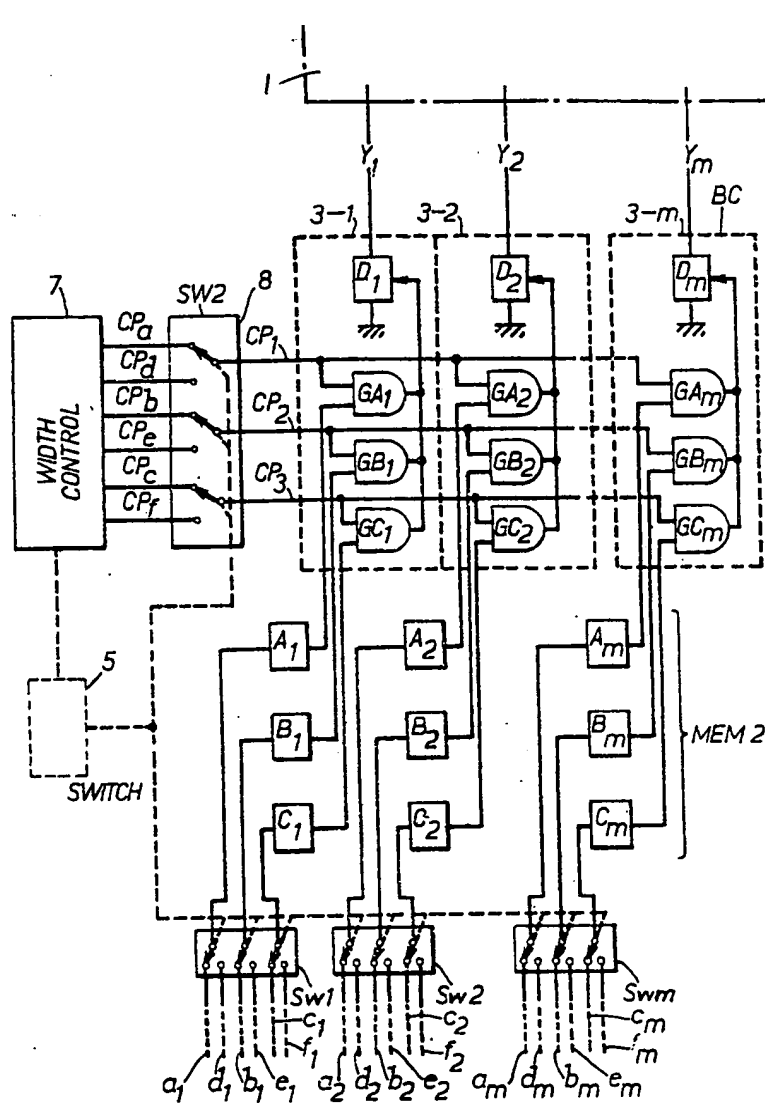 1
Y1 Y2 Ym
3-1 3-2 3-m BC
7 SW2 8
D1 D2 Dm
CPa
CP1
CPd
GA1 GA2 GAm
CPb
CP2
WIDTH CONTROL
CPe
GB1 GB2 GBm
CPc
CP3
CPf
GC1 GC2 GCm
5
A1 A2 Am
B1 B2 Bm
MEM 2
SWITCH
C1 C2 Cm
Sw1 Sw2 Swm
c1 c2 cm
f1 f2 fm
a1 d1 b1 e1 a2 d2 b2 e2 am dm bm em